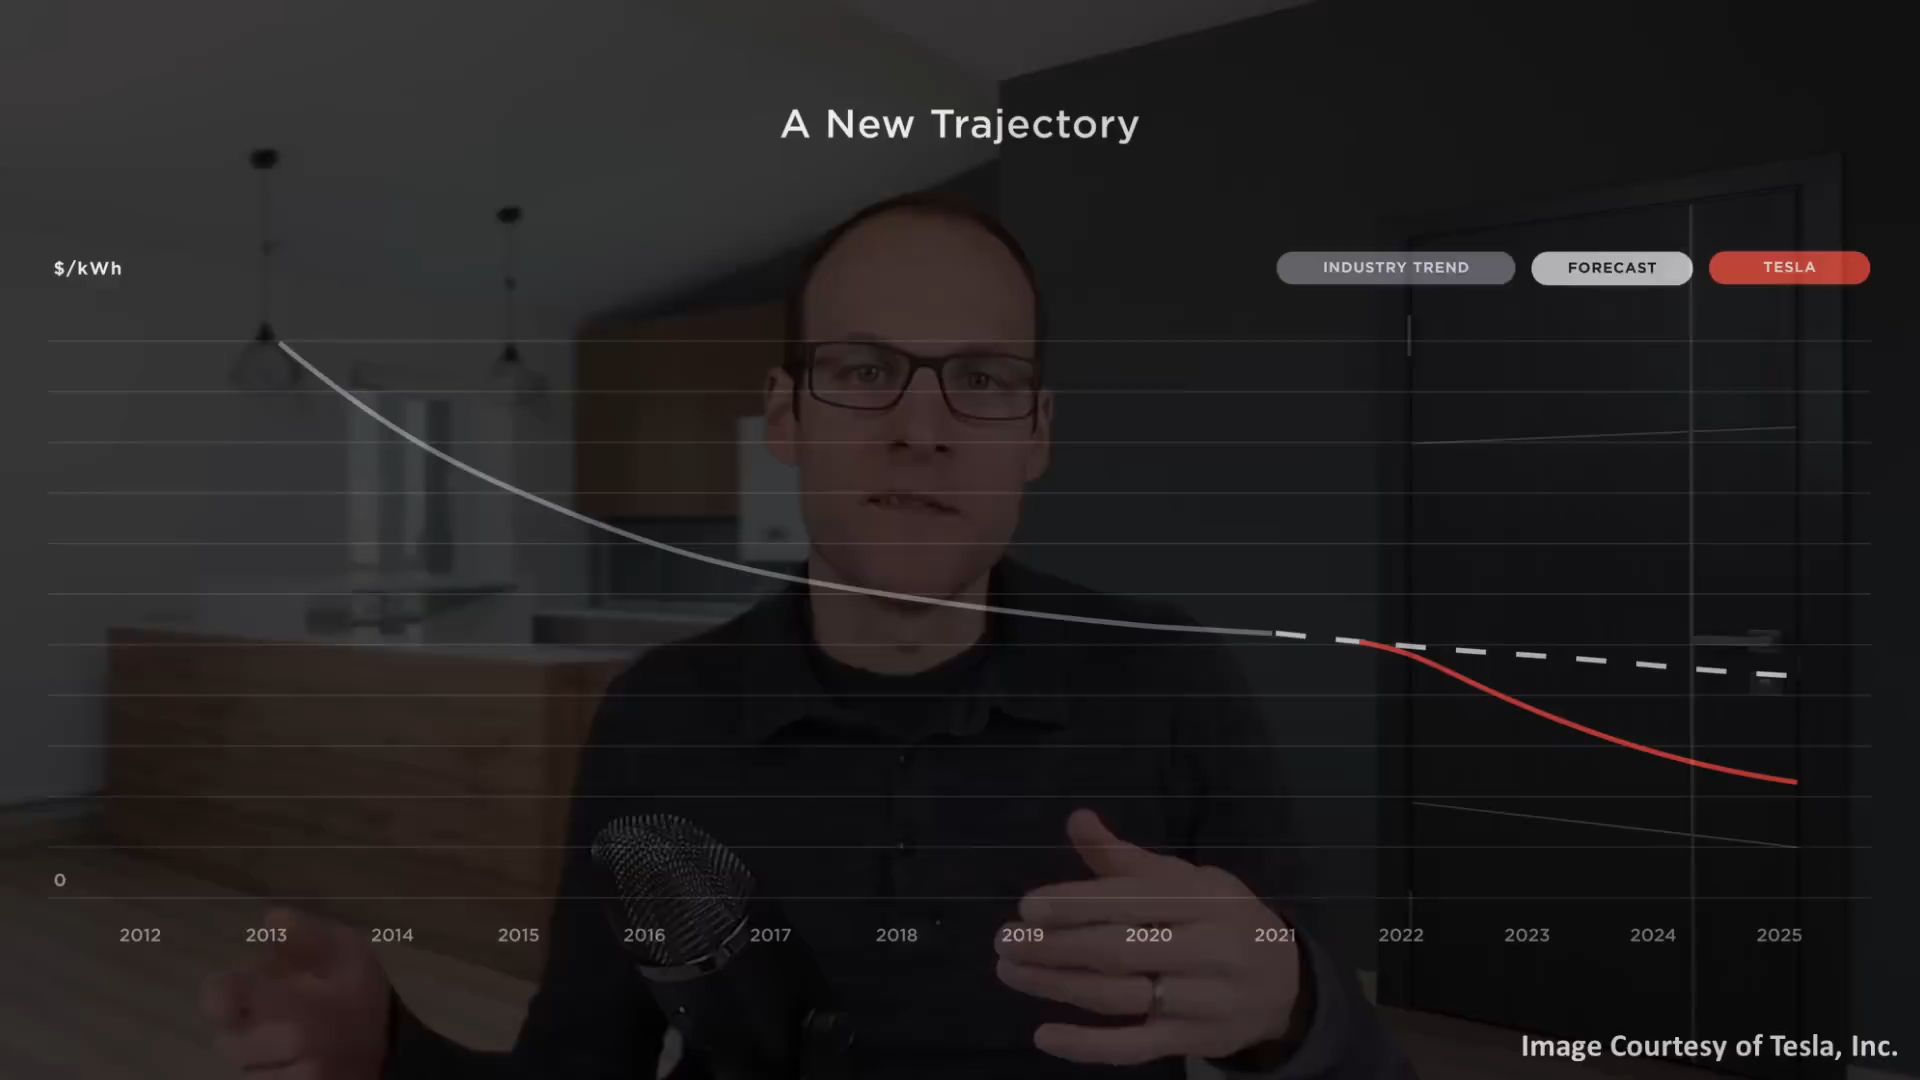 A New Trajectory
$/kWh
INDUSTRY TREND
FORECAST
TESLA
0
2012 2013 2014 2015 2016 2017 2018 2019 2020 2021 2022 2023 2024 2025
Image Courtesy of Tesla, Inc.